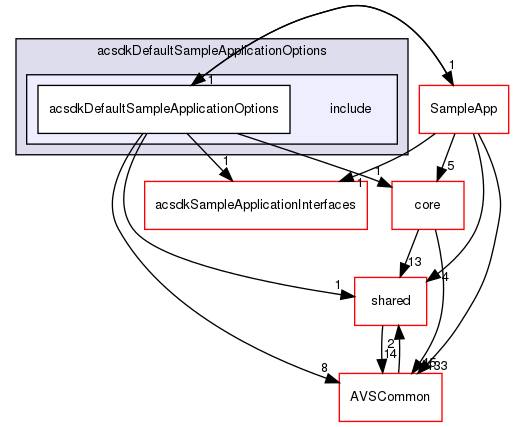 acsdkDefaultSampleApplicationOptions
1
1
acsdkDefaultSampleApplicationOptions
include
SampleApp
1
1
1
5
acsdkSampleApplicationInterfaces
core
13
4
1
shared
2
14
8
133
AVSCommon